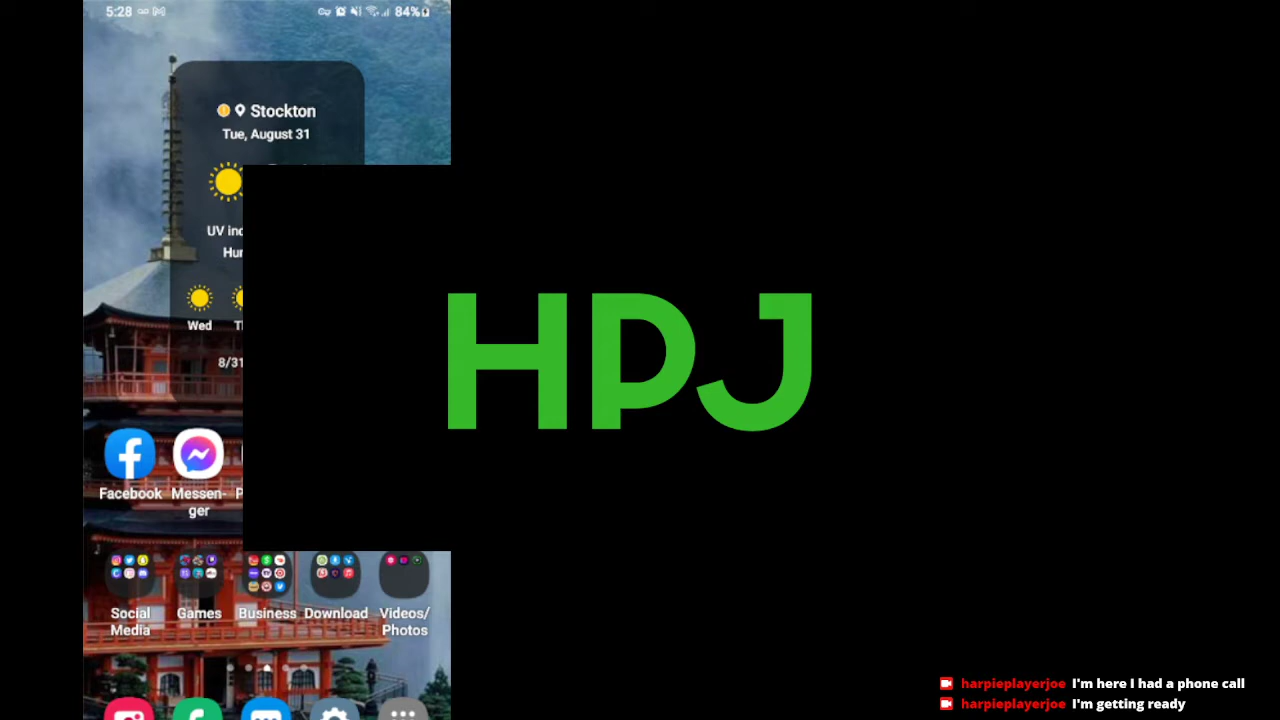 5:28
84%
Stockton
Tue, August 31
UV
Wed
8/31
HPJ
Facebook
Messen-
ger
Social
Media
Games
Business
Download
Videos/
Photos
harpieplayerjoe I'm here I had a phone call
harpieplayerjoe I'm getting ready